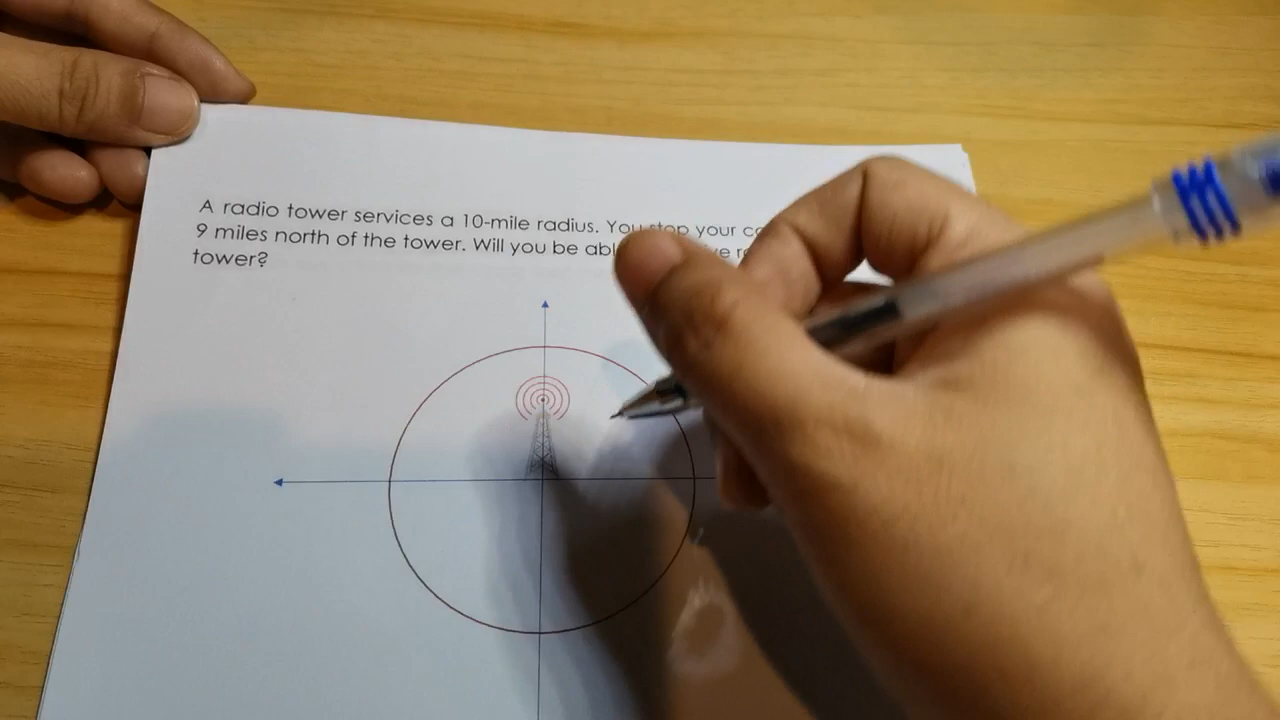 A radio tower services a 10-mile radius. You stop your
9 miles north of the tower. Will you be
tower?